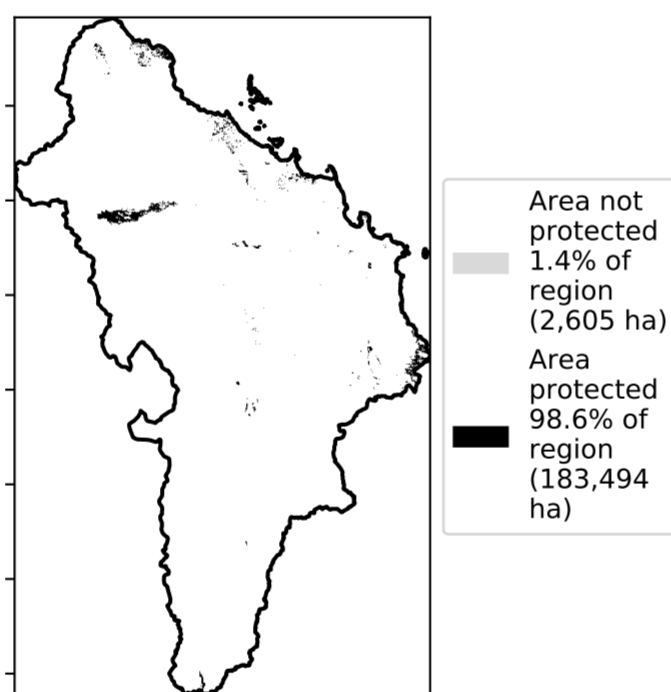 Area not
protected
1.4% of
region
(2,605 ha)
Area
protected
98.6% of
region
(183,494
ha)